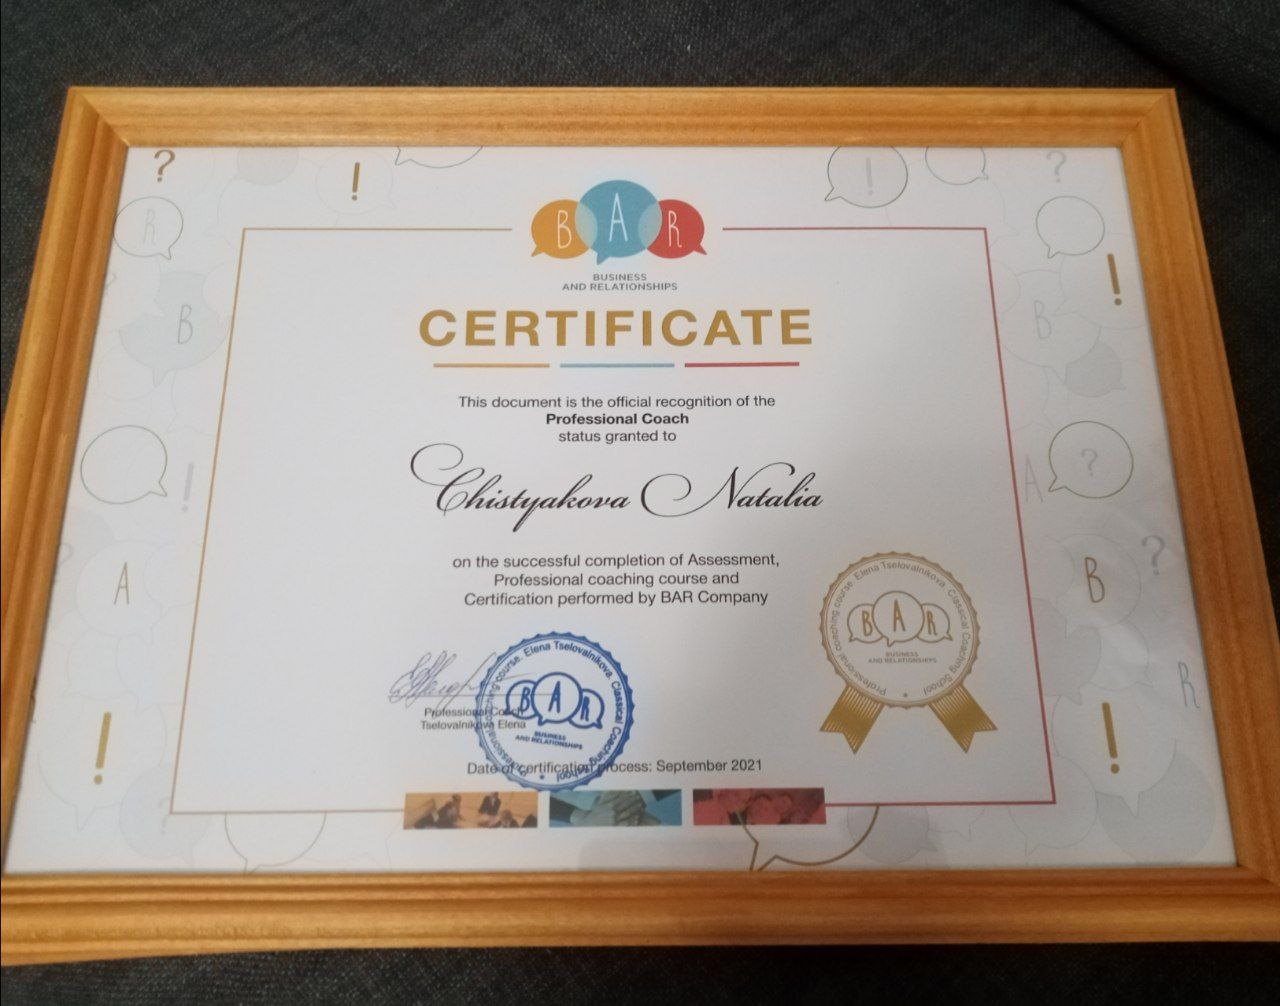 B A R
BUSINESS
AND RELATIONSHIPS
CERTIFICATE
This document is the official recognition of the
Professional Coach
status granted to
Chistyakova Natalia
on the successful completion of Assessment,
Professional coaching course and
Certification performed by BAR Company
Professional coaching course. Elena Tselovalnikova. Classical Coaching School
B A R
BUSINESS
AND RELATIONSHIPS
Professional Coach
Tselovalnikova Elena
Professional coaching course. Elena Tselovalnikova. Classical Coaching School
B A R
BUSINESS
AND RELATIONSHIPS
Date of certification process: September 2021